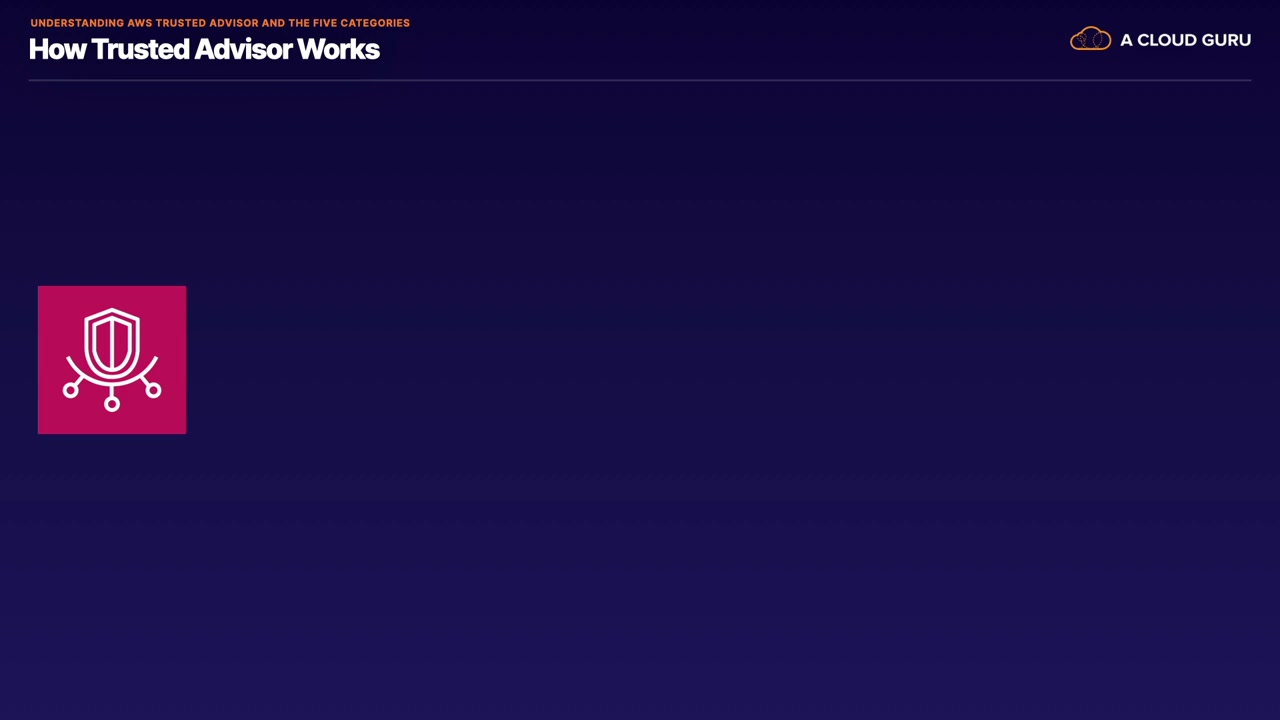 UNDERSTANDING AWS TRUSTED ADVISOR AND THE FIVE CATEGORIES
How Trusted Advisor Works
A CLOUD GURU